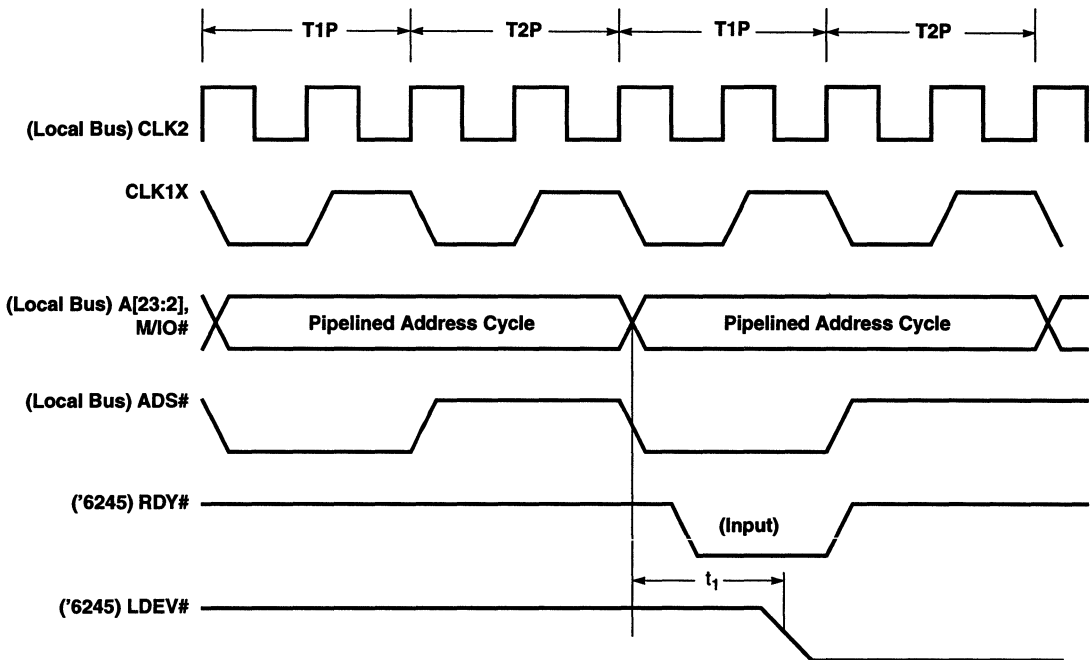 T1P T2P T1P T2P
(Local Bus) CLK2
CLK1X
(Local Bus) A[23:2],
M/IO#
Pipelined Address Cycle Pipelined Address Cycle
(Local Bus) ADS#
('6245) RDY#
(Input)
t1
('6245) LDEV#